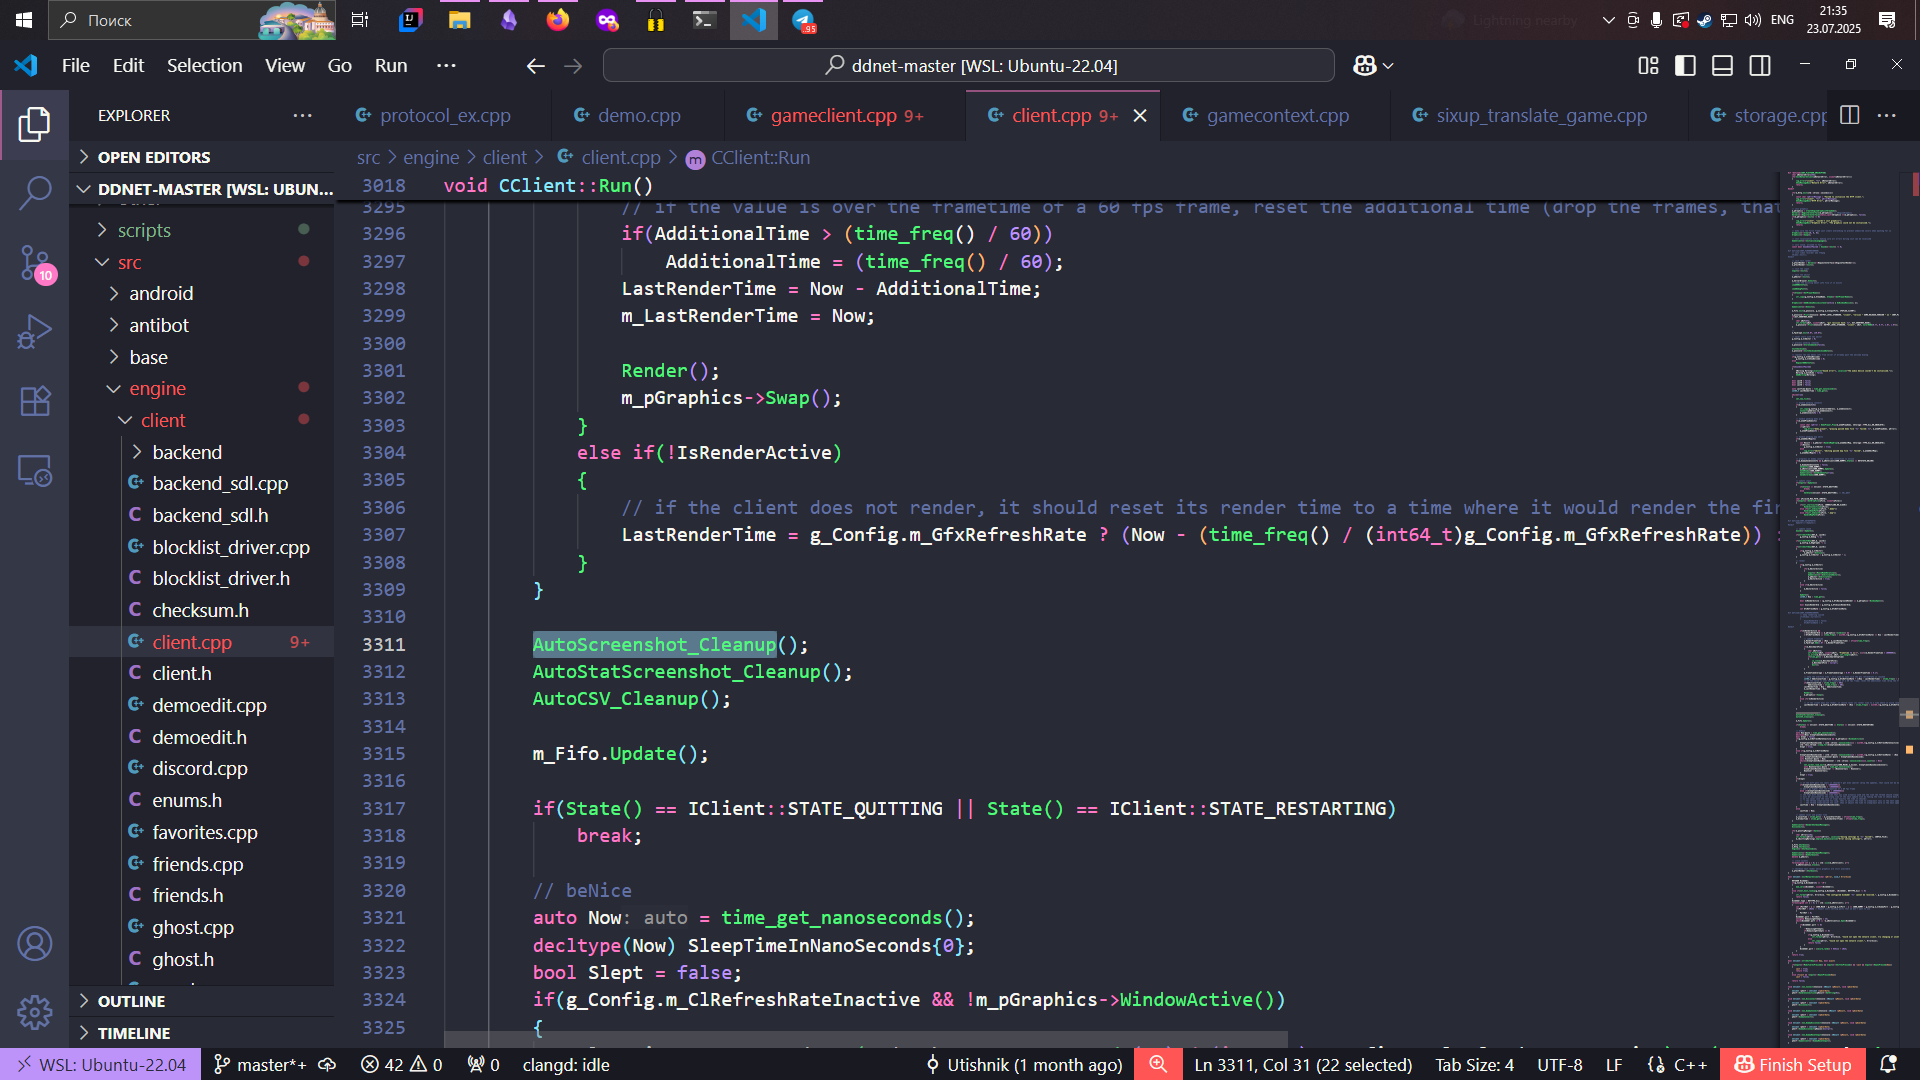 Поиск
Lightning nearby
ENG
21:35
23.07.2025
File Edit Selection View Go Run ···
ddnet-master [WSL: Ubuntu-22.04]
EXPLORER
protocol_ex.cpp
demo.cpp
gameclient.cpp 9+
client.cpp 9+
gamecontext.cpp
sixup_translate_game.cpp
storage.cpp
OPEN EDITORS
src > engine > client > client.cpp > CClient::Run
DDNET-MASTER [WSL: UBUN...
3018 void CClient::Run()
3295 // if the value is over the frametime of a 60 fps frame, reset the additional time (drop the frames, tha
3296 if(AdditionalTime > (time_freq() / 60))
3297 AdditionalTime = (time_freq() / 60);
3298 LastRenderTime = Now - AdditionalTime;
3299 m_LastRenderTime = Now;
3300
3301 Render();
3302 m_pGraphics->Swap();
3303 }
3304 else if(!IsRenderActive)
3305 {
3306 // if the client does not render, it should reset its render time to a time where it would render the fi
3307 LastRenderTime = g_Config.m_GfxRefreshRate ? (Now - (time_freq() / (int64_t)g_Config.m_GfxRefreshRate)) :
3308 }
3309 }
3310
3311 AutoScreenshot_Cleanup();
3312 AutoStatScreenshot_Cleanup();
3313 AutoCSV_Cleanup();
3314
3315 m_Fifo.Update();
3316
3317 if(State() == IClient::STATE_QUITTING || State() == IClient::STATE_RESTARTING)
3318 break;
3319
3320 // beNice
3321 auto Now: auto = time_get_nanoseconds();
3322 decltype(Now) SleepTimeInNanoSeconds{0};
3323 bool Slept = false;
3324 if(g_Config.m_ClRefreshRateInactive && !m_pGraphics->WindowActive())
3325 {
scripts
src
android
antibot
base
engine
client
backend
backend_sdl.cpp
backend_sdl.h
blocklist_driver.cpp
blocklist_driver.h
checksum.h
client.cpp 9+
client.h
demoedit.cpp
demoedit.h
discord.cpp
enums.h
favorites.cpp
friends.cpp
friends.h
ghost.cpp
ghost.h
OUTLINE
TIMELINE
10
95
WSL: Ubuntu-22.04
master*+
42
0
0
clangd: idle
Utishnik (1 month ago)
Ln 3311, Col 31 (22 selected)
Tab Size: 4
UTF-8
LF
{} C++
Finish Setup